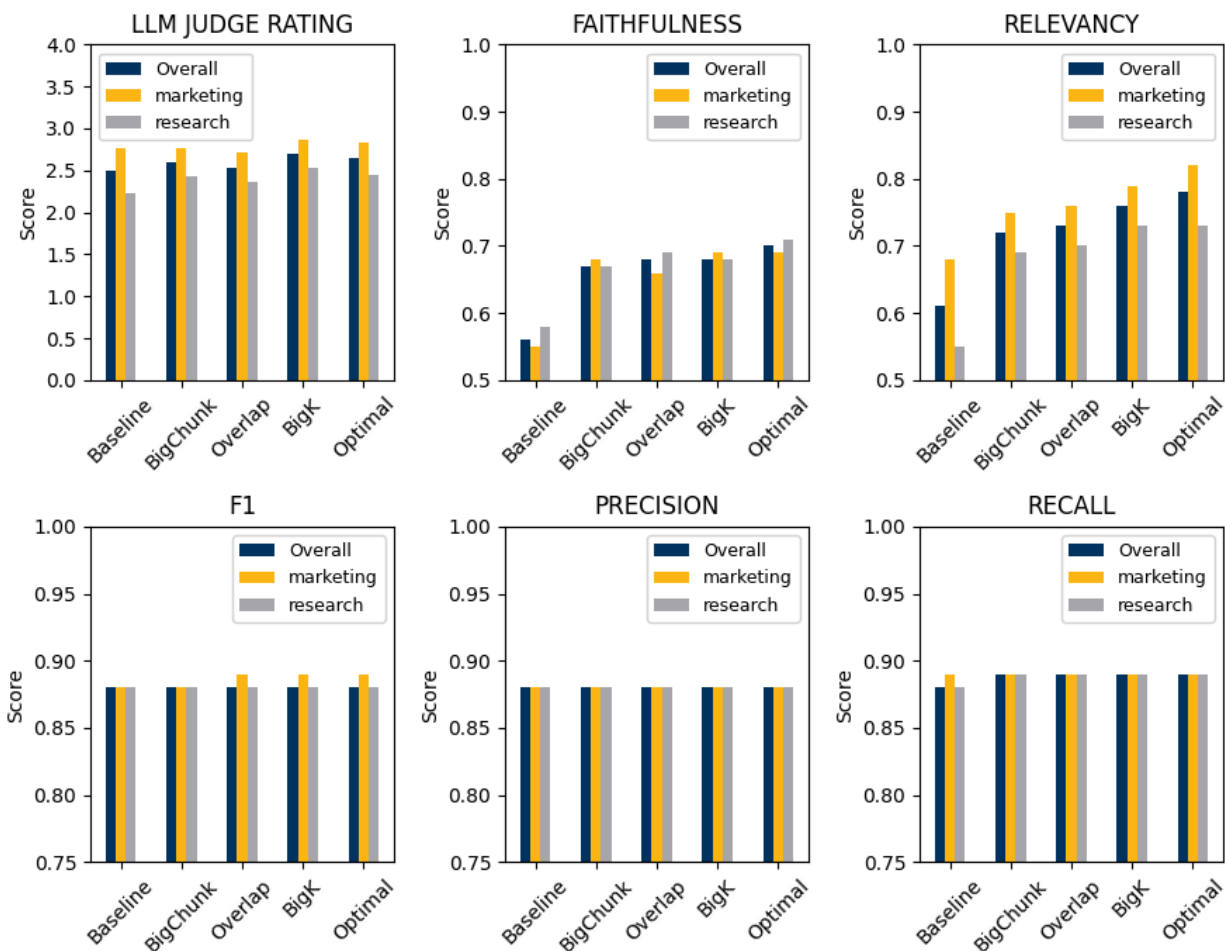 LLM JUDGE RATING
4.0
3.5
3.0
2.5
2.0
1.5
1.0
0.5
0.0
Score
Overall
marketing
research
Baseline
BigChunk
Overlap
BigK
Optimal
FAITHFULNESS
1.0
0.9
0.8
0.7
0.6
0.5
Score
Overall
marketing
research
Baseline
BigChunk
Overlap
BigK
Optimal
RELEVANCY
1.0
0.9
0.8
0.7
0.6
0.5
Score
Overall
marketing
research
Baseline
BigChunk
Overlap
BigK
Optimal
F1
1.00
0.95
0.90
0.85
0.80
0.75
Score
Overall
marketing
research
Baseline
BigChunk
Overlap
BigK
Optimal
PRECISION
1.00
0.95
0.90
0.85
0.80
0.75
Score
Overall
marketing
research
Baseline
BigChunk
Overlap
BigK
Optimal
RECALL
1.00
0.95
0.90
0.85
0.80
0.75
Score
Overall
marketing
research
Baseline
BigChunk
Overlap
BigK
Optimal